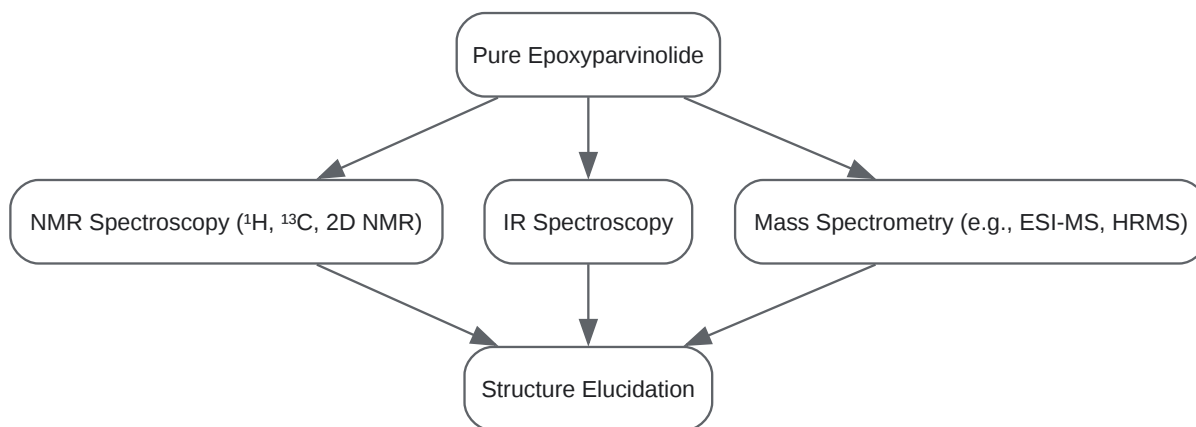 Pure Epoxyparvinolide
NMR Spectroscopy (¹H, ¹³C, 2D NMR)
IR Spectroscopy
Mass Spectrometry (e.g., ESI-MS, HRMS)
Structure Elucidation